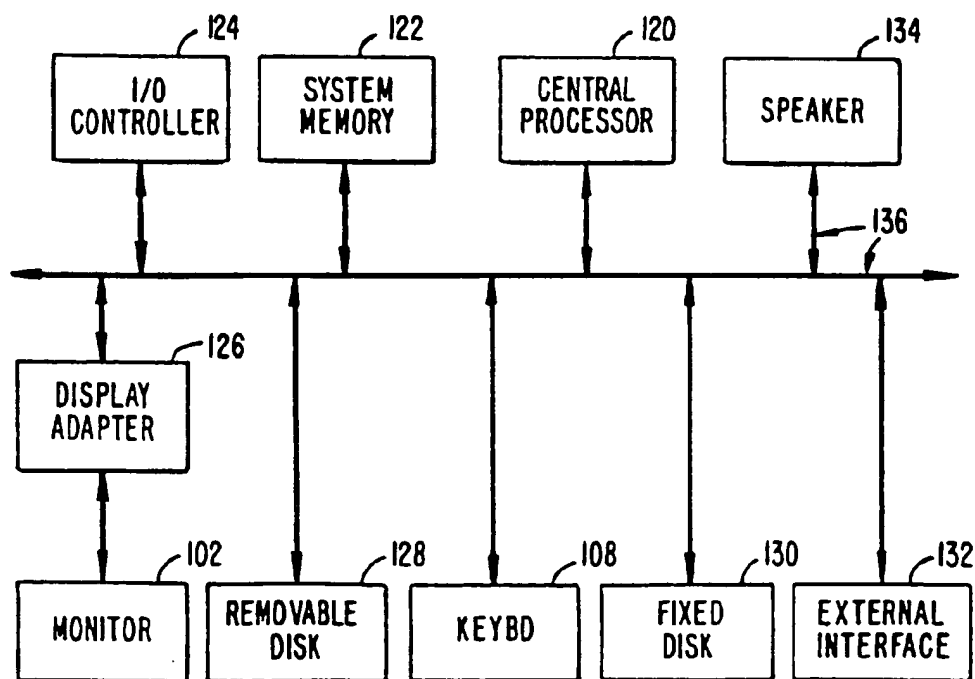 124
122
120
134
I/O
CONTROLLER
SYSTEM
MEMORY
CENTRAL
PROCESSOR
SPEAKER
136
126
DISPLAY
ADAPTER
102
128
108
130
132
MONITOR
REMOVABLE
DISK
KEYBD
FIXED
DISK
EXTERNAL
INTERFACE